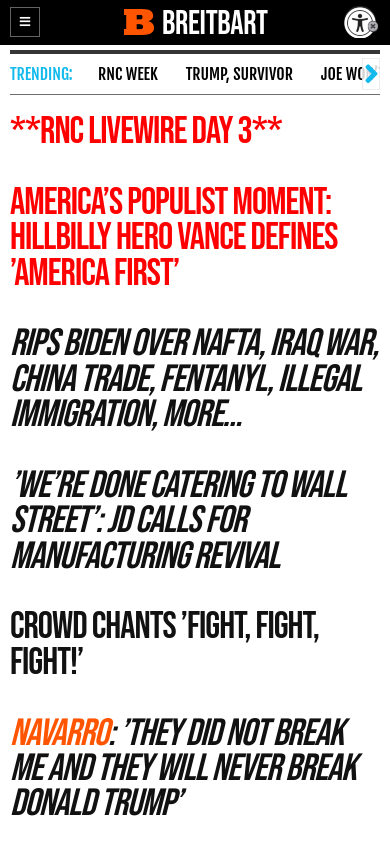 BREITBART
TRENDING: RNC WEEK TRUMP, SURVIVOR JOE
**RNC LIVEWIRE DAY 3**
AMERICA’S POPULIST MOMENT:
HILLBILLY HERO VANCE DEFINES
’AMERICA FIRST’
RIPS BIDEN OVER NAFTA, IRAQ WAR,
CHINA TRADE, FENTANYL, ILLEGAL
IMMIGRATION, MORE...
’WE’RE DONE CATERING TO WALL
STREET’: JD CALLS FOR
MANUFACTURING REVIVAL
CROWD CHANTS ’FIGHT, FIGHT,
FIGHT!’
NAVARRO: ’THEY DID NOT BREAK
ME AND THEY WILL NEVER BREAK
DONALD TRUMP’